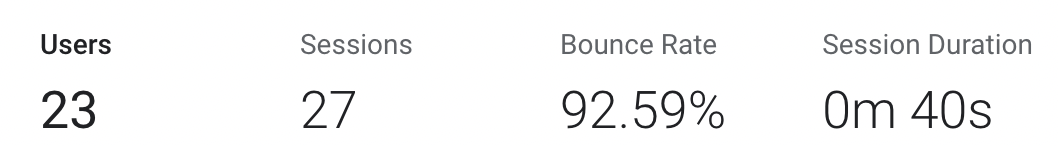 Users Sessions Bounce Rate Session Duration
23 27 92.59% 0m 40s